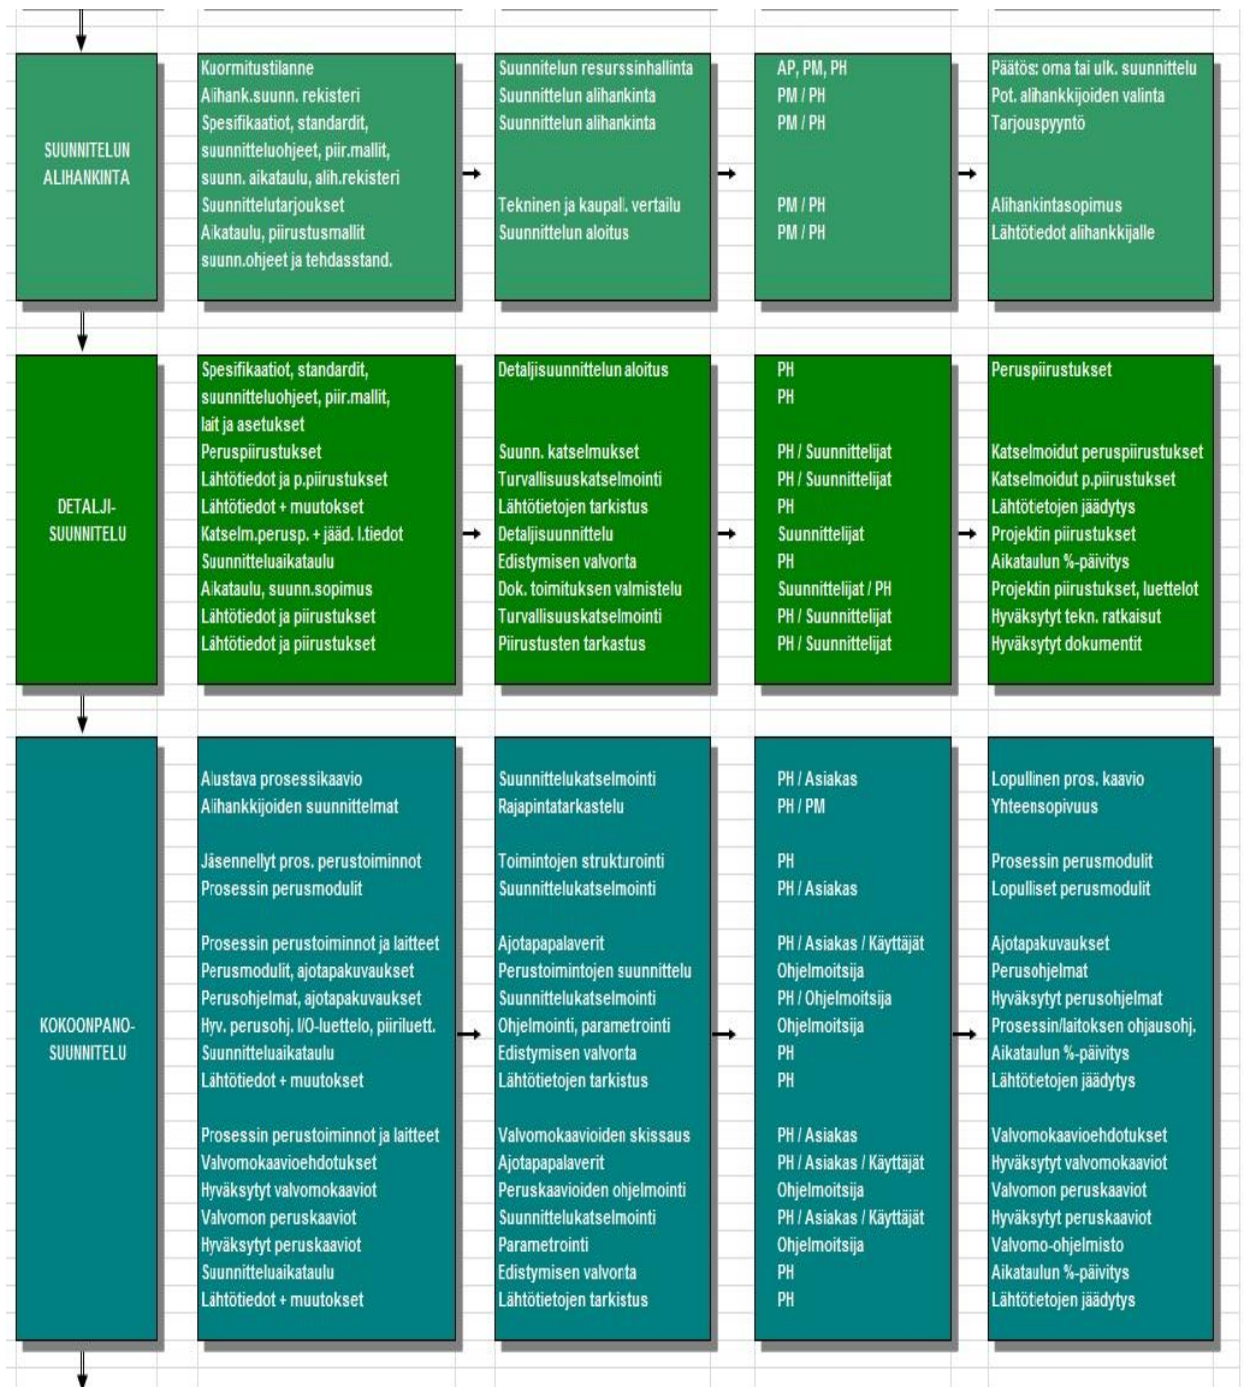 SUUNNITELUN
ALIHANKINTA
Kuormitustilanne
Alihank.suunn. rekisteri
Spesifikaatiot, standardit,
suunnitteluohjeet, piir.mallit,
suunn. aikataulu, alih.rekisteri
Suunnittelutarjoukset
Aikataulu, piirustusmallit
suunn.ohjeet ja tehdasstand.
Suunnitelun resurssinhallinta
Suunnittelun alihankinta
Suunnittelun alihankinta
Tekninen ja kaupall. vertailu
Suunnittelun aloitus
AP, PM, PH
PM / PH
PM / PH
PM / PH
PM / PH
Päätös: oma tai ulk. suunnittelu
Pot. alihankkijoiden valinta
Tarjouspyyntö
Alihankintasopimus
Lähtötiedot alihankkijalle
DETALJI-
SUUNNITELU
Spesifikaatiot, standardit,
suunnitteluohjeet, piir.mallit,
lait ja asetukset
Peruspiirustukset
Lähtötiedot ja p.piirustukset
Lähtötiedot + muutokset
Katselm.perusp. + jääd. l.tiedot
Suunnitteluaikataulu
Aikataulu, suunn.sopimus
Lähtötiedot ja piirustukset
Lähtötiedot ja piirustukset
Detaljisuunnittelun aloitus
Suunn. katselmukset
Turvallisuuskatselmointi
Lähtötietojen tarkistus
Detaljisuunnittelu
Edistymisen valvonta
Dok. toimituksen valmistelu
Turvallisuuskatselmointi
Piirustusten tarkastus
PH
PH
PH / Suunnittelijat
PH / Suunnittelijat
PH
Suunnittelijat
PH
Suunnittelijat / PH
PH / Suunnittelijat
PH / Suunnittelijat
Peruspiirustukset
Katselmoidut peruspiirustukset
Katselmoidut p.piirustukset
Lähtötietojen jäädytys
Projektin piirustukset
Aikataulun %-päivitys
Projektin piirustukset, luettelot
Hyväksytyt tekn. ratkaisut
Hyväksytyt dokumentit
KOKOONPANO-
SUUNNITELU
Alustava prosessikaavio
Alihankkijoiden suunnittelmat
Jäsennellyt pros. perustoiminnot
Prosessin perusmodulit
Prosessin perustoiminnot ja laitteet
Perusmodulit, ajotapakuvaukset
Perusohjelmat, ajotapakuvaukset
Hyv. perusohj. I/O-luettelo, piiriluett.
Suunnitteluaikataulu
Lähtötiedot + muutokset
Prosessin perustoiminnot ja laitteet
Valvomokaavioehdotukset
Hyväksytyt valvomokaaviot
Valvomon peruskaaviot
Hyväksytyt peruskaaviot
Suunnitteluaikataulu
Lähtötiedot + muutokset
Suunnittelukatselmointi
Rajapintatarkastelu
Toimintojen strukturointi
Suunnittelukatselmointi
Ajotapapalaverit
Perustoimintojen suunnittelu
Suunnittelukatselmointi
Ohjelmointi, parametrointi
Edistymisen valvonta
Lähtötietojen tarkistus
Valvomokaavioiden skissaus
Ajotapapalaverit
Peruskaavioiden ohjelmointi
Suunnittelukatselmointi
Parametrointi
Edistymisen valvonta
Lähtötietojen tarkistus
PH / Asiakas
PH / PM
PH
PH / Asiakas
PH / Asiakas / Käyttäjät
Ohjelmoitsija
PH / Ohjelmoitsija
Ohjelmoitsija
PH
PH
PH / Asiakas
PH / Asiakas / Käyttäjät
Ohjelmoitsija
PH / Asiakas / Käyttäjät
Ohjelmoitsija
PH
PH
Lopullinen pros. kaavio
Yhteensopivuus
Prosessin perusmodulit
Lopulliset perusmodulit
Ajotapakuvaukset
Perusohjelmat
Hyväksytyt perusohjelmat
Prosessin/laitoksen ohjausohj.
Aikataulun %-päivitys
Lähtötietojen jäädytys
Valvomokaavioehdotukset
Hyväksytyt valvomokaaviot
Valvomon peruskaaviot
Hyväksytyt peruskaaviot
Valvomo-ohjelmisto
Aikataulun %-päivitys
Lähtötietojen jäädytys